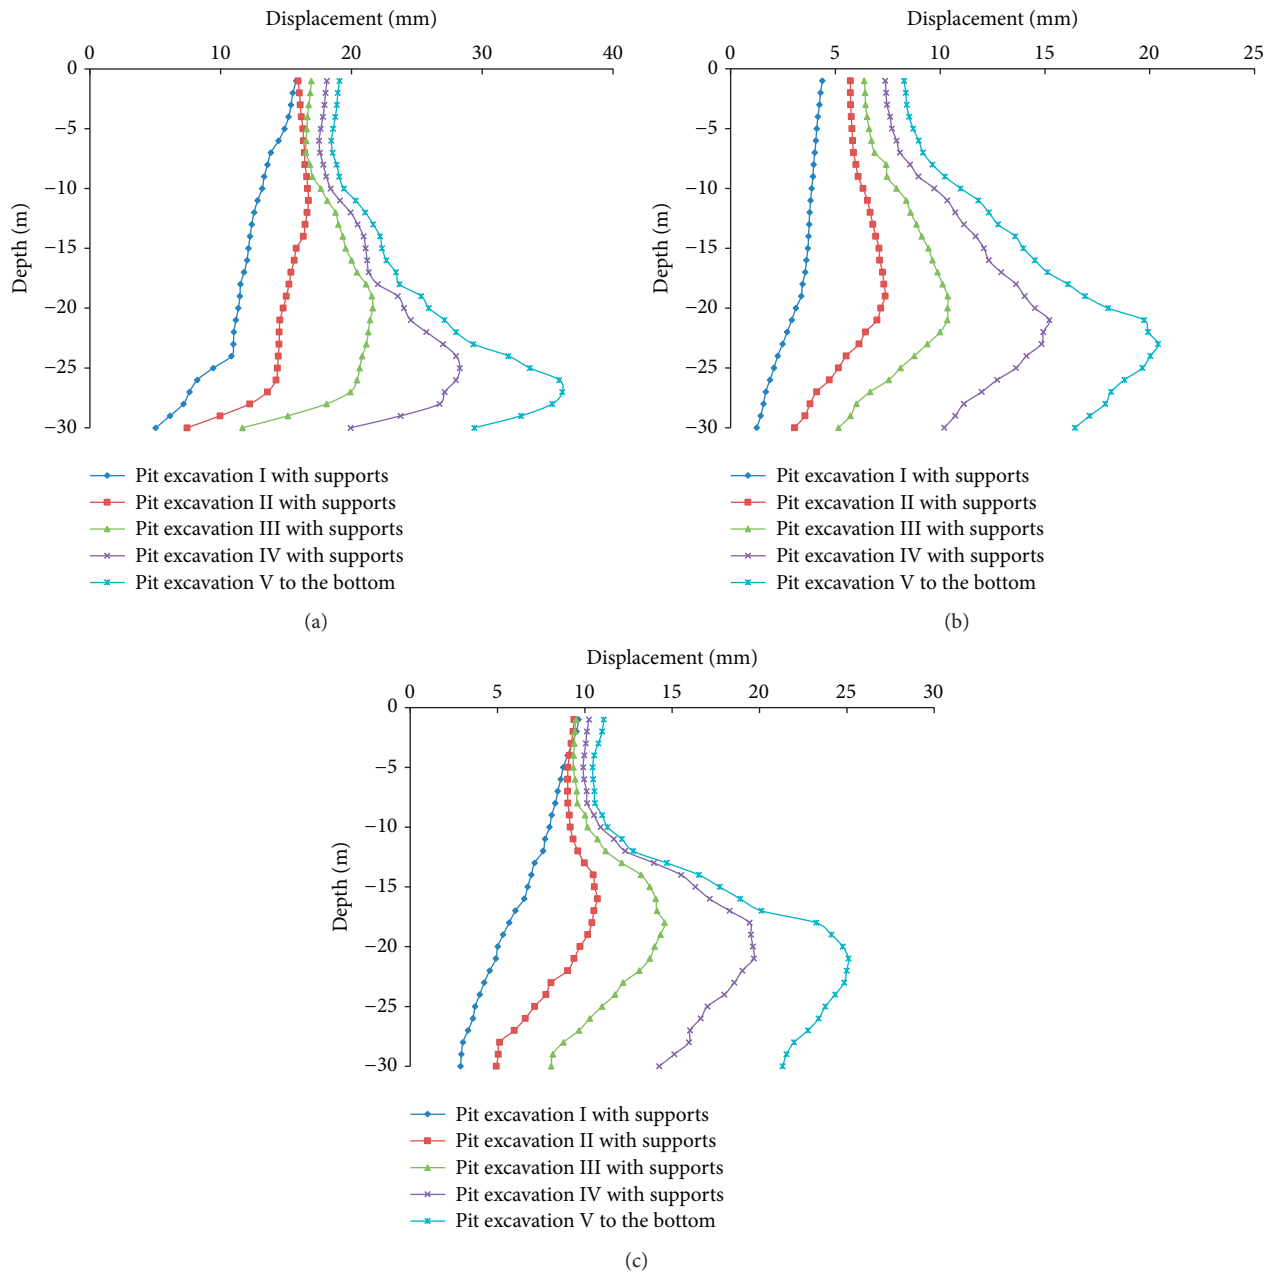 Displacement (mm)
0 10 20 30 40
0
−5
−10
−15
−20
−25
−30
Depth (m)
Pit excavation I with supports
Pit excavation II with supports
Pit excavation III with supports
Pit excavation IV with supports
Pit excavation V to the bottom
(a)
Displacement (mm)
0 5 10 15 20 25
0
−5
−10
−15
−20
−25
−30
Depth (m)
Pit excavation I with supports
Pit excavation II with supports
Pit excavation III with supports
Pit excavation IV with supports
Pit excavation V to the bottom
(b)
Displacement (mm)
0 5 10 15 20 25 30
0
−5
−10
−15
−20
−25
−30
Depth (m)
Pit excavation I with supports
Pit excavation II with supports
Pit excavation III with supports
Pit excavation IV with supports
Pit excavation V to the bottom
(c)